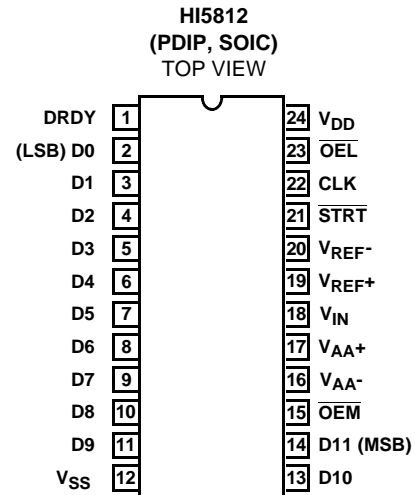 HI5812
(PDIP, SOIC)
TOP VIEW
DRDY 1 24 VDD
(LSB) D0 2 23 OEL
D1 3 22 CLK
D2 4 21 STRT
D3 5 20 VREF-
D4 6 19 VREF+
D5 7 18 VIN
D6 8 17 VAA+
D7 9 16 VAA-
D8 10 15 OEM
D9 11 14 D11 (MSB)
VSS 12 13 D10